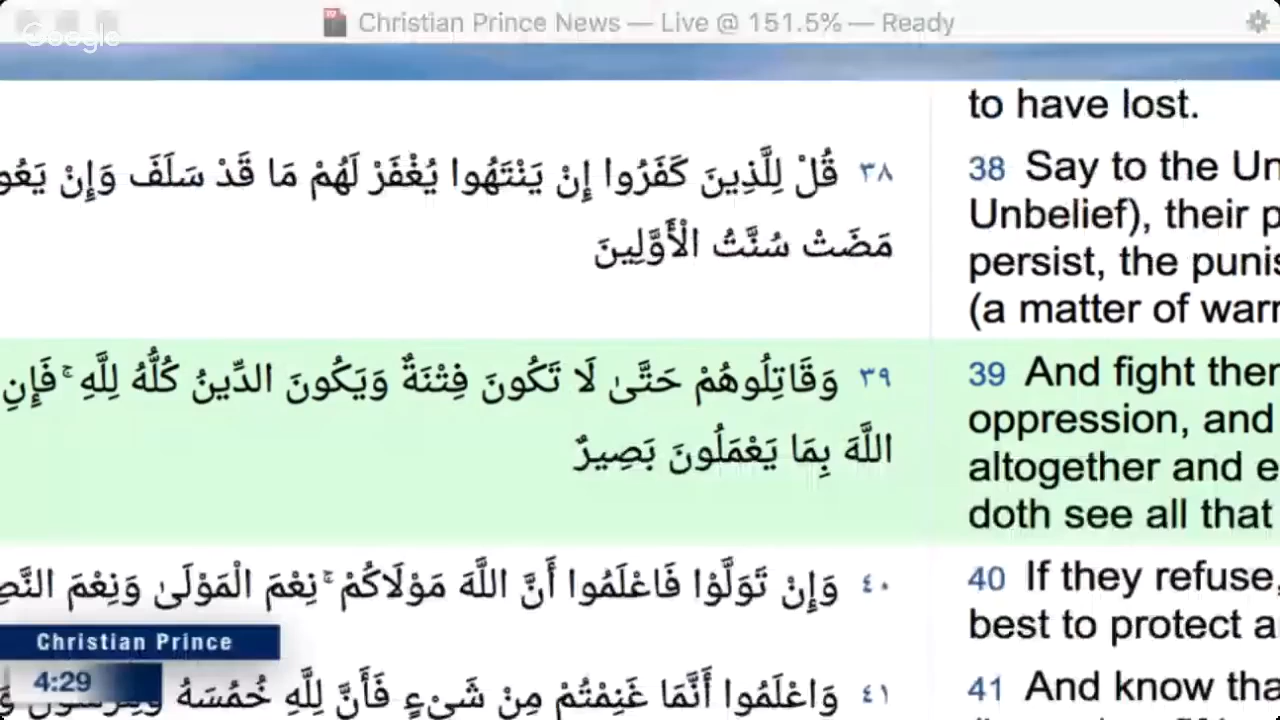 Google
Christian Prince News — Live @ 151.5% — Ready
to have lost.
٣٨ قُلْ لِلَّذِينَ كَفَرُوا إِنْ يَنْتَهُوا يُغْفَرْ لَهُمْ مَا قَدْ سَلَفَ وَإِنْ يَعُو
مَضَتْ سُنَّتُ الْأَوَّلِينَ
38 Say to the Un
Unbelief), their p
persist, the punis
(a matter of warn
٣٩ وَقَاتِلُوهُمْ حَتَّىٰ لَا تَكُونَ فِتْنَةٌ وَيَكُونَ الدِّينُ كُلُّهُ لِلَّهِ ۚ فَإِنِ
اللَّهَ بِمَا يَعْمَلُونَ بَصِيرٌ
39 And fight ther
oppression, and
altogether and e
doth see all that
٤٠ وَإِنْ تَوَلَّوْا فَاعْلَمُوا أَنَّ اللَّهَ مَوْلَاكُمْ ۚ نِعْمَ الْمَوْلَىٰ وَنِعْمَ النَّصِ
40 If they refuse,
best to protect a
٤١ وَاعْلَمُوا أَنَّمَا غَنِمْتُمْ مِنْ شَيْءٍ فَأَنَّ لِلَّهِ خُمُسَهُ
41 And know tha
Christian Prince
4:29